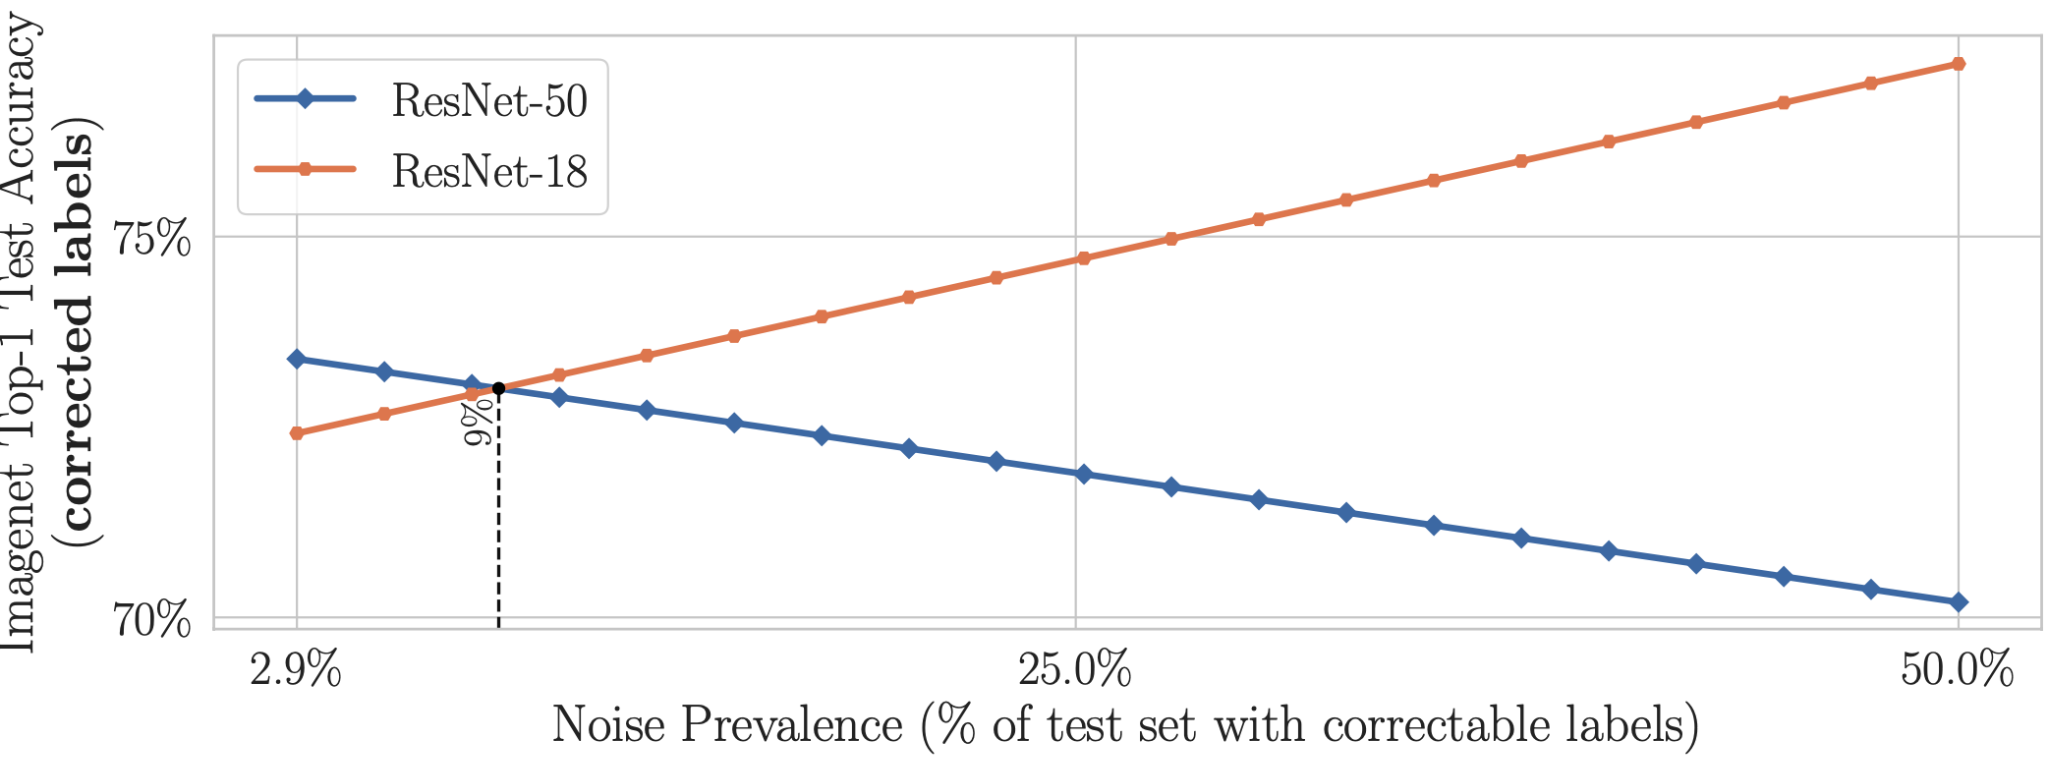 Imagenet Top-1 Test Accuracy
(corrected labels)
ResNet-50
ResNet-18
75%
70%
9%
2.9%
25.0%
50.0%
Noise Prevalence (% of test set with correctable labels)